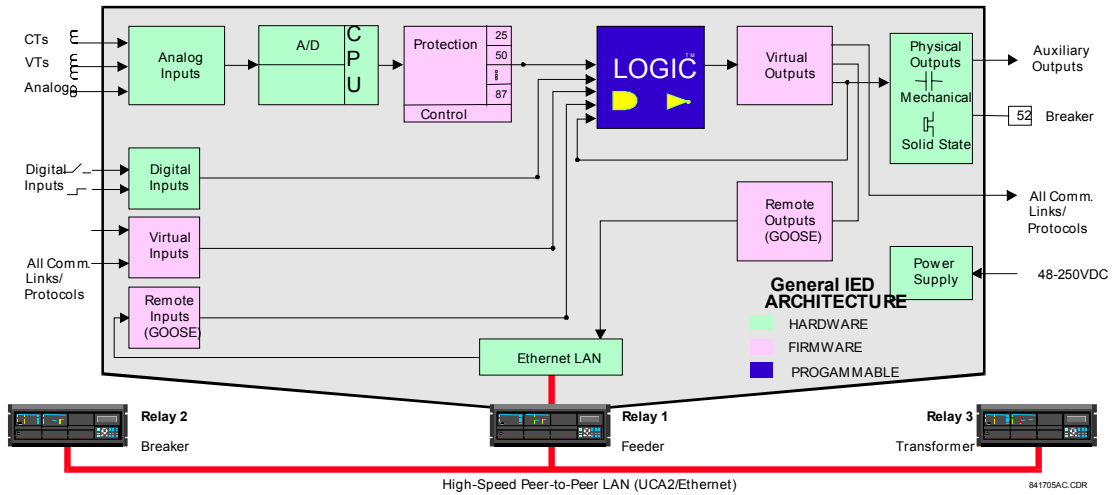 CTs
VTs
Analog
Analog
Inputs
A/D
C
P
U
Protection
25
50
87
Control
LOGIC™
Virtual
Outputs
Physical
Outputs
Mechanical
Solid State
Auxiliary
Outputs
52
Breaker
Digital
Inputs
Digital
Inputs
Virtual
Inputs
All Comm.
Links/
Protocols
Remote
Inputs
(GOOSE)
Remote
Outputs
(GOOSE)
All Comm.
Links/
Protocols
Power
Supply
48-250VDC
General IED
ARCHITECTURE
HARDWARE
FIRMWARE
PROGAMMABLE
Ethernet LAN
Relay 2
Breaker
Relay 1
Feeder
Relay 3
Transformer
High-Speed Peer-to-Peer LAN (UCA2/Ethernet)
841705AC.CDR